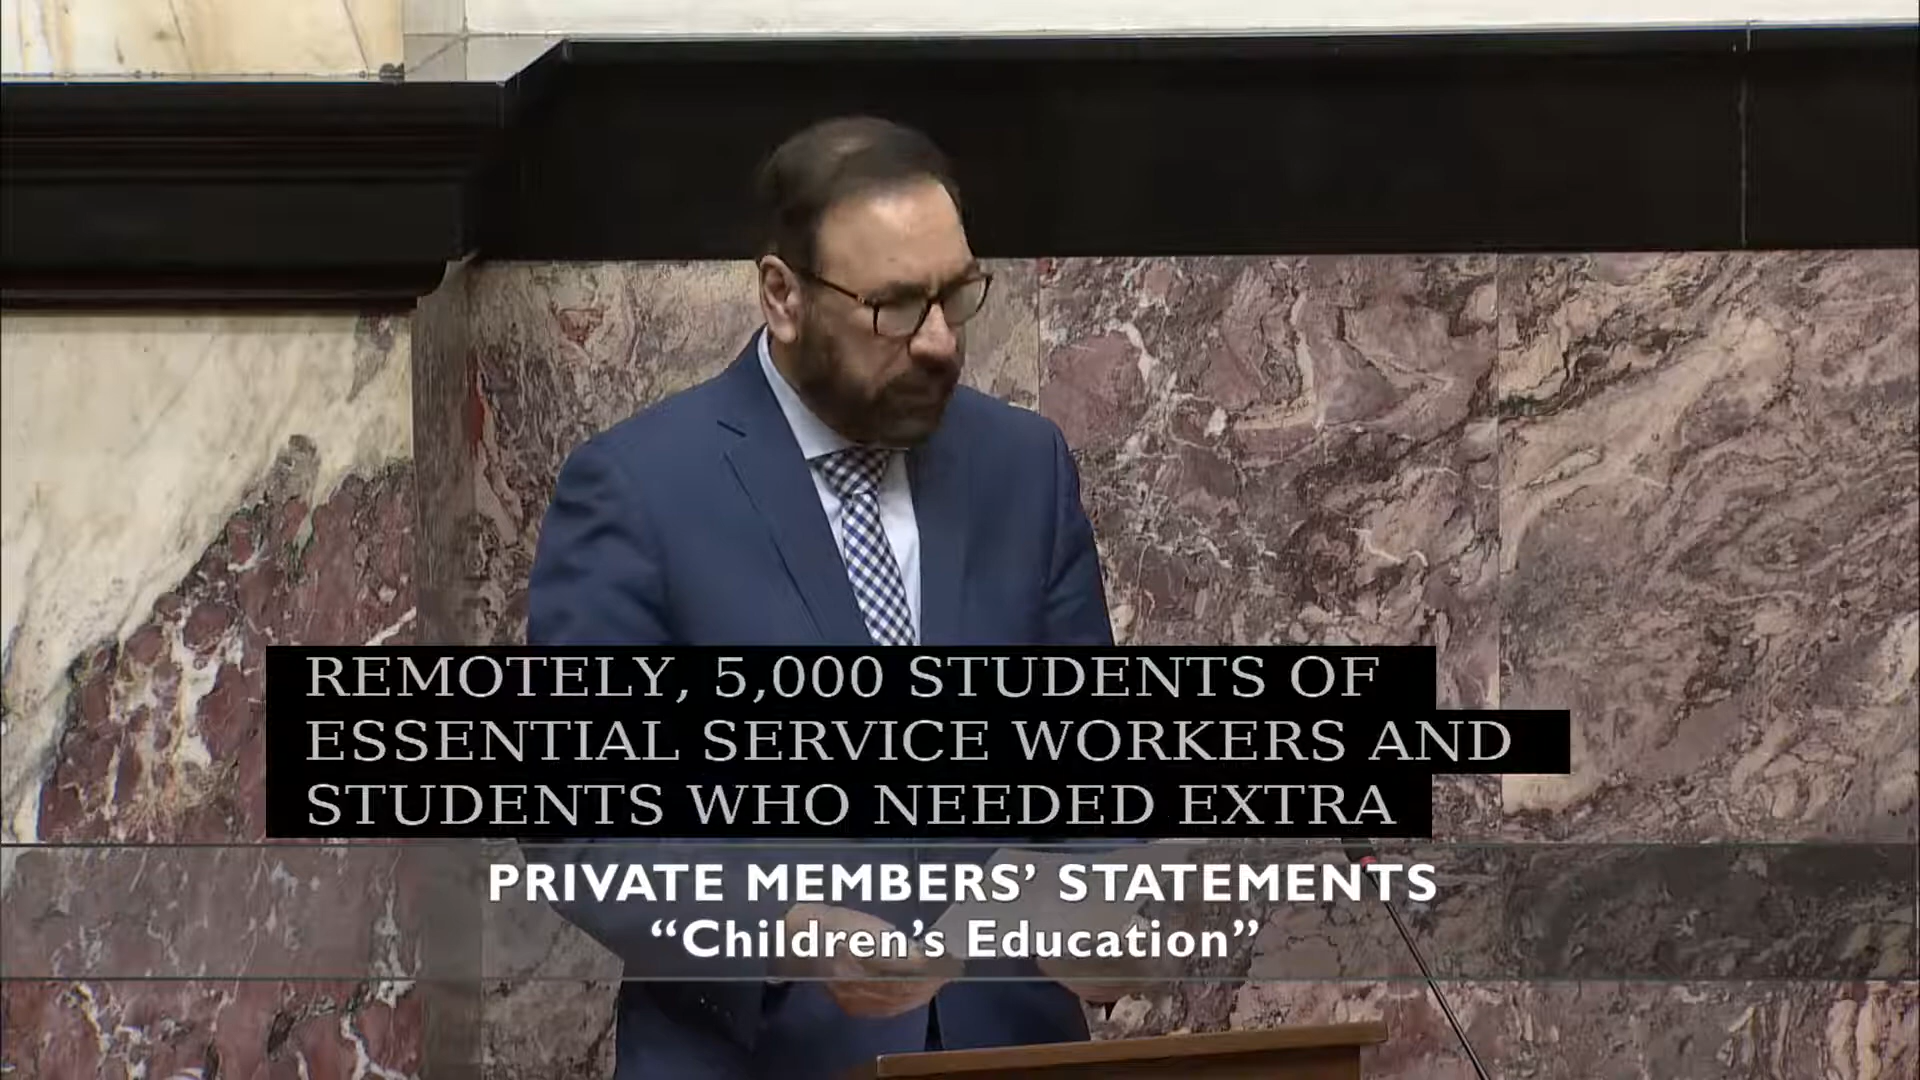 REMOTELY, 5,000 STUDENTS OF
ESSENTIAL SERVICE WORKERS AND
STUDENTS WHO NEEDED EXTRA
PRIVATE MEMBERS’ STATEMENTS
“Children’s Education”